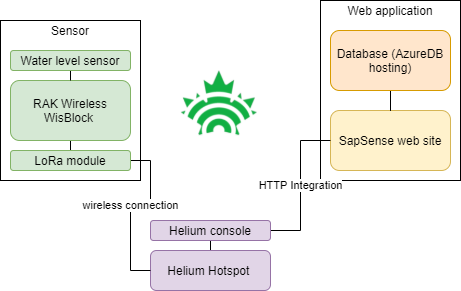 Sensor
Water level sensor
RAK Wireless
WisBlock
LoRa module
Web application
Database (AzureDB
hosting)
SapSense web site
HTTP Integration
wireless connection
Helium console
Helium Hotspot